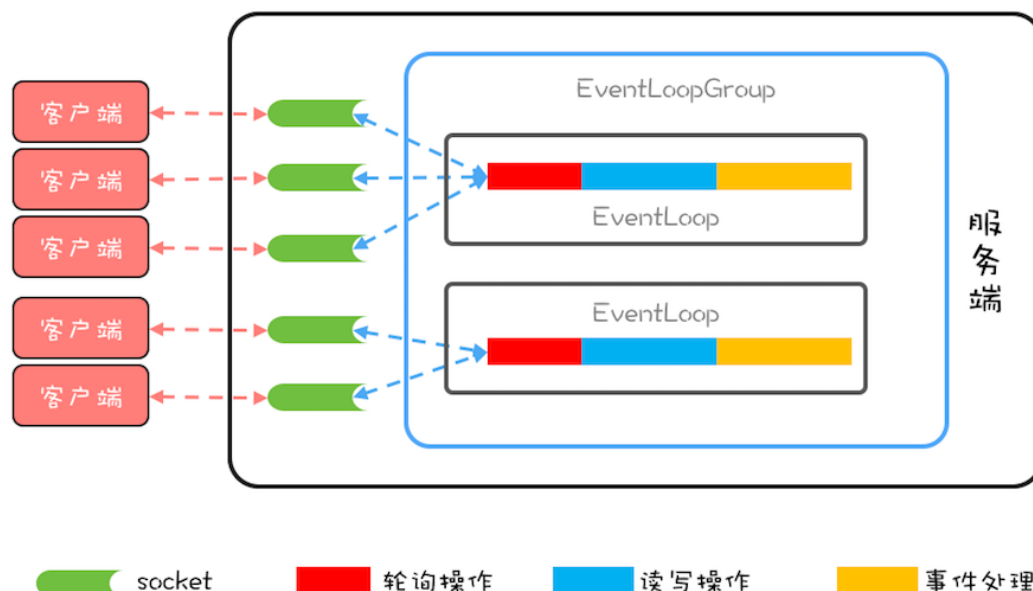 EventLoopGroup
客户端
客户端
EventLoop
客户端
服务端
客户端
EventLoop
客户端
socket
轮询操作
读写操作
事件处理